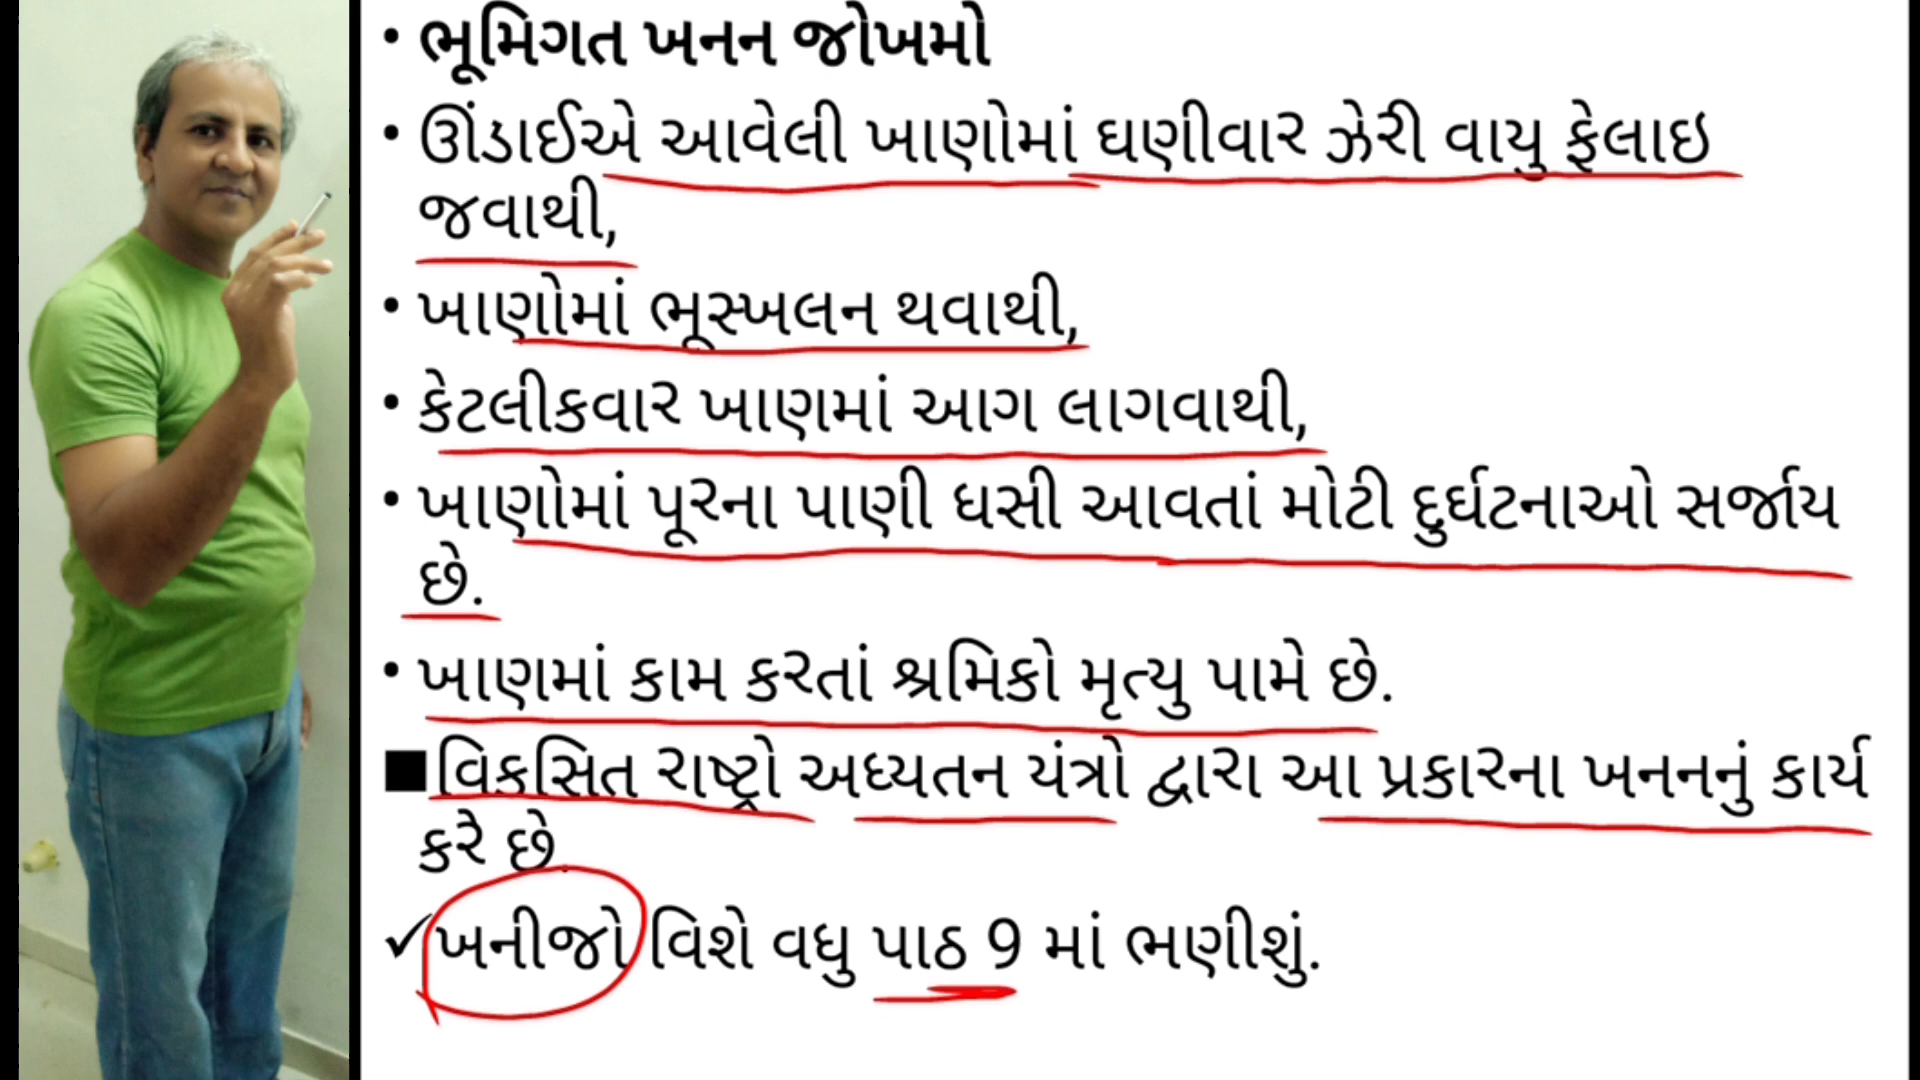 • ભૂમિગત ખનન જોખમો
• ઊંડાઈએ આવેલી ખાણોમાં ઘણીવાર ઝેરી વાયુ ફેલાઇ
જવાથી,
• ખાણોમાં ભૂસ્ખલન થવાથી,
• કેટલીકવાર ખાણમાં આગ લાગવાથી,
• ખાણોમાં પૂરના પાણી ધસી આવતાં મોટી દુર્ઘટનાઓ સર્જાય
છે.
• ખાણમાં કામ કરતાં શ્રમિકો મૃત્યુ પામે છે.
■વિકસિત રાષ્ટ્રો અધ્યતન યંત્રો દ્વારા આ પ્રકારના ખનનનું કાર્ય
કરે છે.
✓ખનીજો વિશે વધુ પાઠ 9 માં ભણીશું.